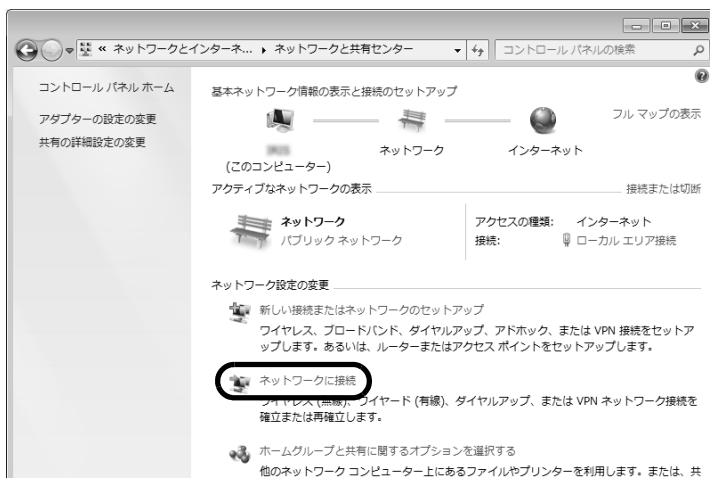 « ネットワークとインターネ... ▸ ネットワークと共有センター
コントロール パネルの検索
コントロール パネル ホーム
アダプターの設定の変更
共有の詳細設定の変更
基本ネットワーク情報の表示と接続のセットアップ
フル マップの表示
ネットワーク
インターネット
(このコンピューター)
アクティブなネットワークの表示
接続または切断
ネットワーク
パブリック ネットワーク
アクセスの種類: インターネット
接続: ローカル エリア接続
ネットワーク設定の変更
新しい接続またはネットワークのセットアップ
ワイヤレス、ブロードバンド、ダイヤルアップ、アドホック、または VPN 接続をセットア
ップします。あるいは、ルーターまたはアクセス ポイントをセットアップします。
ネットワークに接続
ワイヤレス (無線)、ワイヤード (有線)、ダイヤルアップ、または VPN ネットワーク接続を
確立または再確立します。
ホームグループと共有に関するオプションを選択する
他のネットワーク コンピューター上にあるファイルやプリンターを利用します。または、共